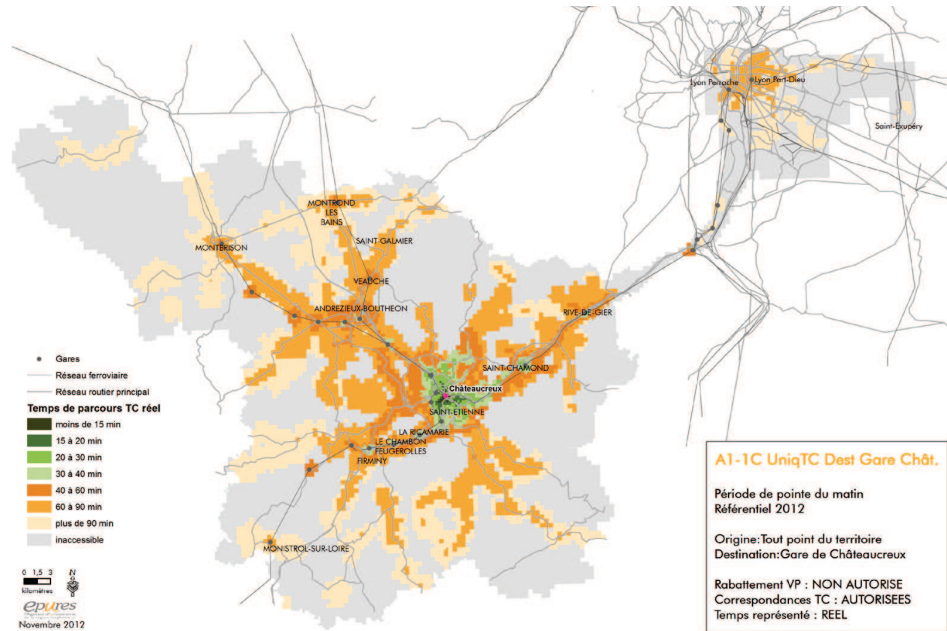 Lyon Perrache
Lyon Part-Dieu
Saint-Exupéry
MONTROND
LES
BAINS
SAINT-GALMIER
MONTBRISON
VEAUCHE
ANDREZIEUX-BOUTHEON
RIVE-DE-GIER
SAINT-CHAMOND
Châteaucreux
SAINT-ETIENNE
LA RICAMARIE
LE CHAMBON
FEUGEROLLES
FIRMINY
MONISTROL-SUR-LOIRE
Gares
Réseau ferroviaire
Réseau routier principal
Temps de parcours TC réel
moins de 15 min
15 à 20 min
20 à 30 min
30 à 40 min
40 à 60 min
60 à 90 min
plus de 90 min
inaccessible
0 1,5 3
kilomètres
N
epures
Novembre 2012
A1-1C UniqTC Dest Gare Chât.
Période de pointe du matin
Référentiel 2012
Origine:Tout point du territoire
Destination:Gare de Châteaucreux
Rabattement VP : NON AUTORISE
Correspondances TC : AUTORISEES
Temps représenté : REEL